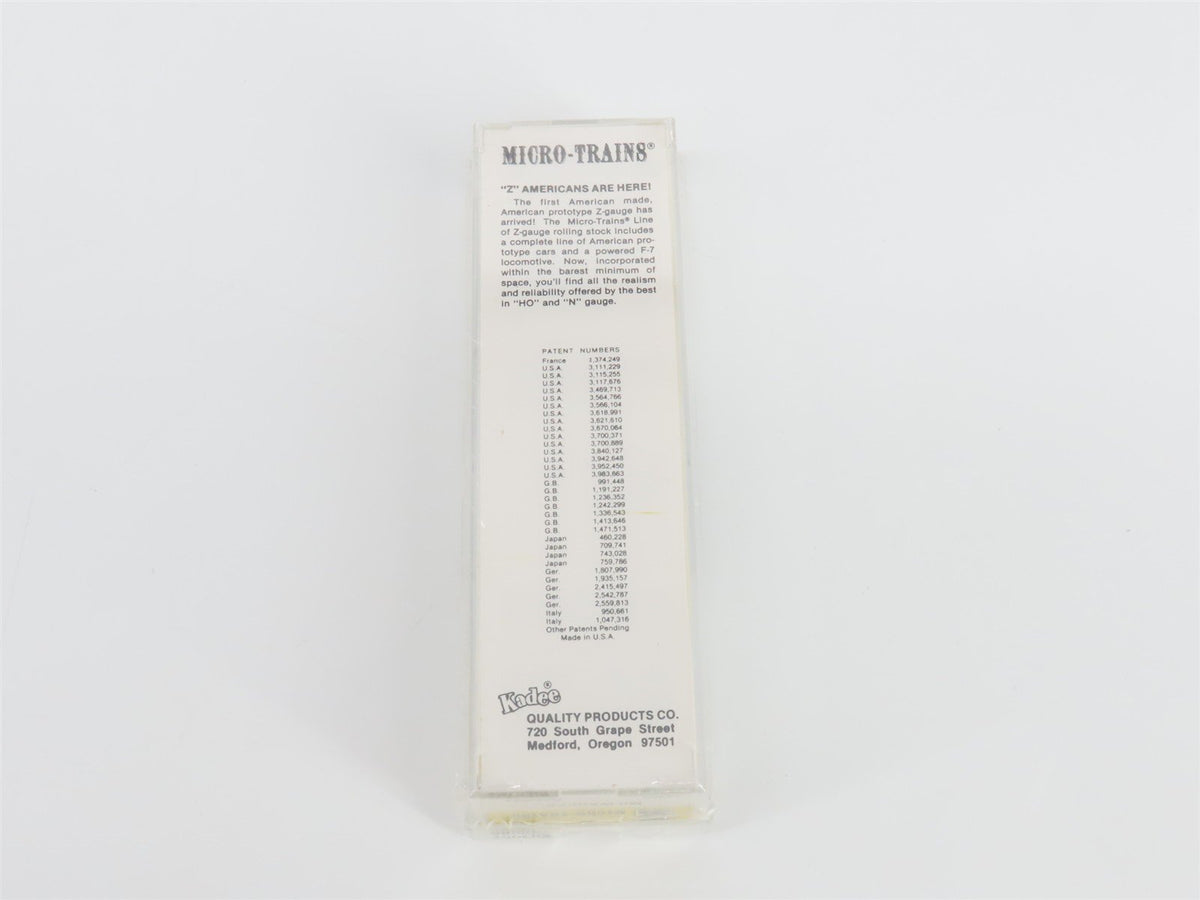 MICRO-TRAINS®
"Z" AMERICANS ARE HERE!
The first American made,
American prototype Z-gauge has
arrived! The Micro-Trains® Line
of Z-gauge rolling stock includes
a complete line of American pro-
totype cars and a powered F-7
locomotive. Now, incorporated
within the barest minimum of
space, you'll find all the realism
and reliability offered by the best
in "HO" and "N" gauge.
PATENT NUMBERS
France 1,374,249
U.S.A. 3,111,229
U.S.A. 3,115,255
U.S.A. 3,117,676
U.S.A. 3,469,713
U.S.A. 3,564,766
U.S.A. 3,566,104
U.S.A. 3,618,991
U.S.A. 3,621,610
U.S.A. 3,670,064
U.S.A. 3,700,371
U.S.A. 3,700,889
U.S.A. 3,840,127
U.S.A. 3,942,648
U.S.A. 3,952,450
U.S.A. 3,983,663
G.B. 991,448
G.B. 1,191,227
G.B. 1,236,352
G.B. 1,242,299
G.B. 1,336,543
G.B. 1,413,646
G.B. 1,471,513
Japan 460,228
Japan 709,741
Japan 743,028
Japan 759,786
Ger. 1,807,990
Ger. 1,935,157
Ger. 2,415,497
Ger. 2,542,787
Ger. 2,559,813
Italy 950,661
Italy 1,047,316
Other Patents Pending
Made in U.S.A.
Kadee®
QUALITY PRODUCTS CO.
720 South Grape Street
Medford, Oregon 97501